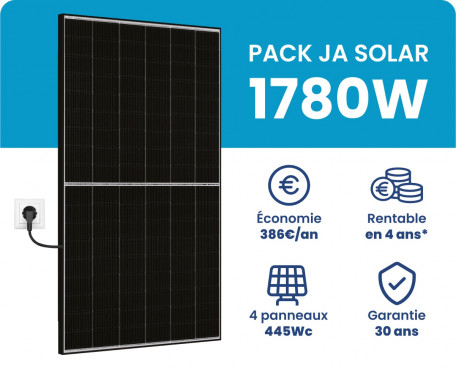 PACK JA SOLAR
1780W
Économie
386€/an
Rentable
en 4 ans*
4 panneaux
445Wc
Garantie
30 ans